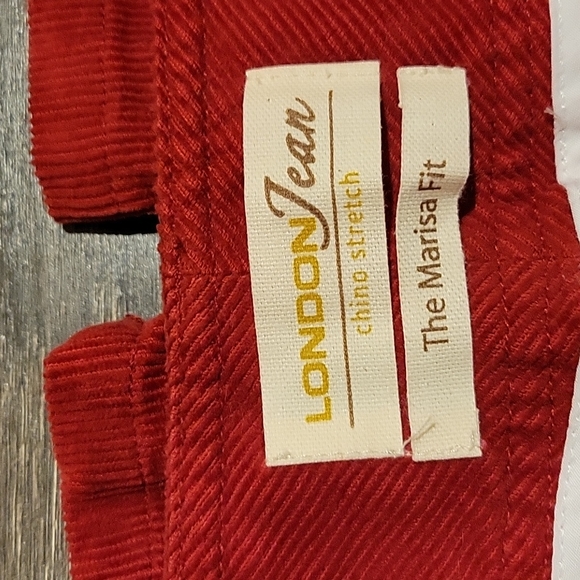 LONDON Jean
chino stretch
The Marisa Fit